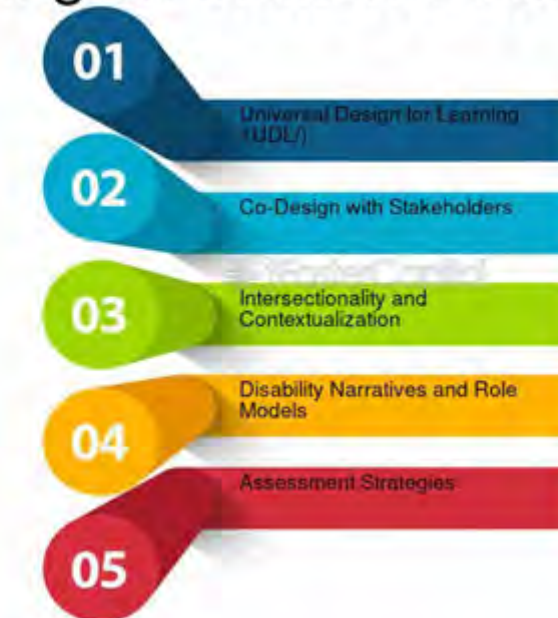 01
Universal Design for Learning
02
Co-Design with Stakeholders
03
Intersectionality and
Contextualization
04
Disability Narratives and Role
Models
05
Assessment Strategies